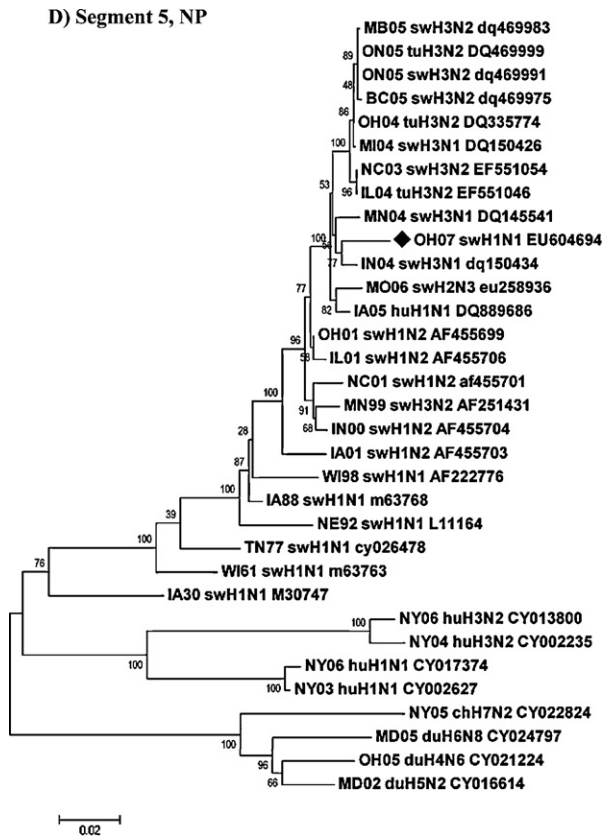 D) Segment 5, NP
MB05 swH3N2 dq469983
89
ON05 tuH3N2 DQ469999
ON05 swH3N2 dq469991
48
BC05 swH3N2 dq469975
86
OH04 tuH3N2 DQ335774
100
MI04 swH3N1 DQ150426
NC03 swH3N2 EF551054
53
96
IL04 tuH3N2 EF551046
MN04 swH3N1 DQ145541
100
OH07 swH1N1 EU604694
77
IN04 swH3N1 dq150434
77
MO06 swH2N3 eu258936
82
IA05 huH1N1 DQ889686
OH01 swH1N2 AF455699
96
58
IL01 swH1N2 AF455706
NC01 swH1N2 af455701
100
91
MN99 swH3N2 AF251431
68
IN00 swH1N2 AF455704
28
IA01 swH1N2 AF455703
87
WI98 swH1N1 AF222776
100
IA88 swH1N1 m63768
39
NE92 swH1N1 L11164
100
TN77 swH1N1 cy026478
76
WI61 swH1N1 m63763
IA30 swH1N1 M30747
NY06 huH3N2 CY013800
100
NY04 huH3N2 CY002235
100
NY06 huH1N1 CY017374
100
NY03 huH1N1 CY002627
NY05 chH7N2 CY022824
100
MD05 duH6N8 CY024797
96
OH05 duH4N6 CY021224
66
MD02 duH5N2 CY016614
0.02